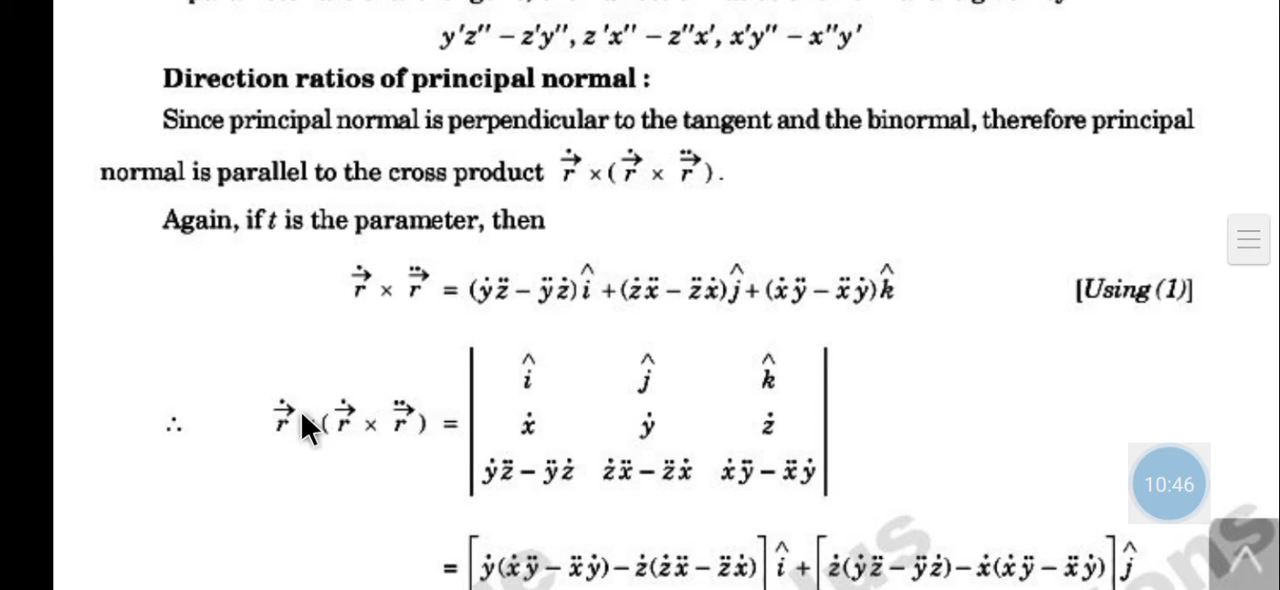 y′z″ – z′y″, z ′x″ – z″x′, x′y″ – x″y′
Direction ratios of principal normal :
Since principal normal is perpendicular to the tangent and the binormal, therefore principal
normal is parallel to the cross product ṙ⃗ × ( ṙ⃗ × r̈⃗ ) .
Again, if t is the parameter, then
ṙ⃗ × r̈⃗ = (ẏz̈ – ÿż) î + (żẍ – z̈ẋ) ĵ + (ẋÿ – ẍẏ) k̂ [Using (1)]
î ĵ k̂
∴ ṙ⃗ ( ṙ⃗ × r̈⃗ ) = ẋ ẏ ż
ẏz̈ – ÿż żẍ – z̈ẋ ẋÿ – ẍẏ
10:46
= [ẏ(ẋÿ – ẍẏ) – ż(żẍ – z̈ẋ)] î + [ż(ẏz̈ – ÿż) – ẋ(ẋÿ – ẍẏ)] ĵ